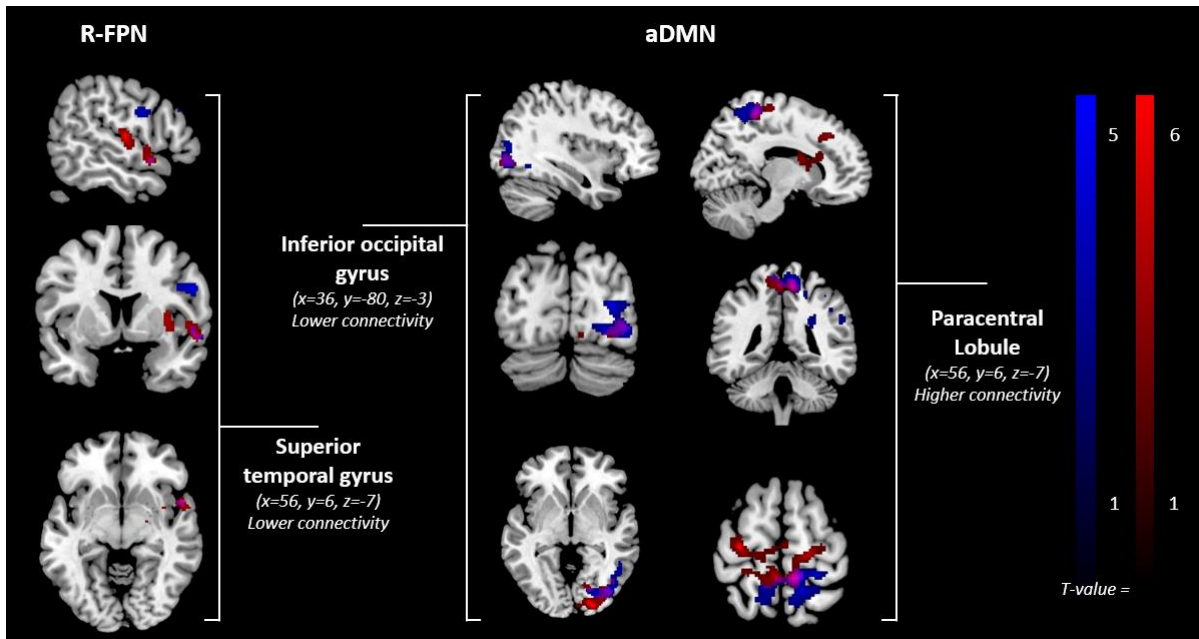 R-FPN
aDMN
Inferior occipital
gyrus
(x=36, y=-80, z=-3)
Lower connectivity
Superior
temporal gyrus
(x=56, y=6, z=-7)
Lower connectivity
Paracentral
Lobule
(x=56, y=6, z=-7)
Higher connectivity
5 6
1 1
T-value =